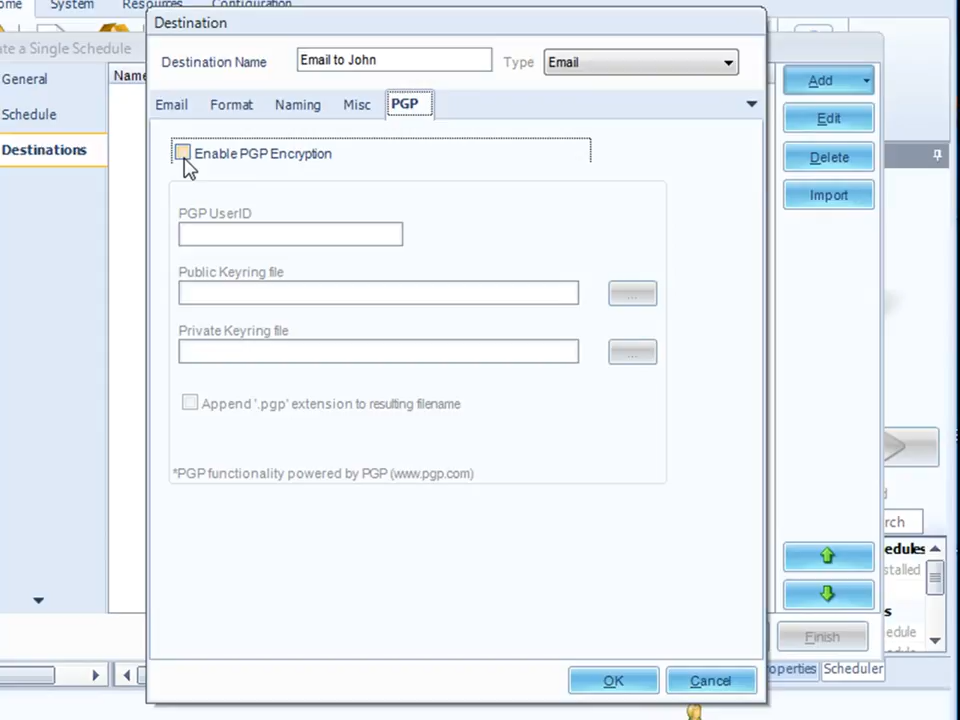 ome System Resources Configuration
Destination
ate a Single Schedule
Destination Name Email to John Type Email
General
Schedule
Destinations
Name
Email Format Naming Misc PGP
Add
Edit
Delete
Import
Enable PGP Encryption
PGP UserID
Public Keyring file
...
Private Keyring file
...
Append '.pgp' extension to resulting filename
*PGP functionality powered by PGP (www.pgp.com)
rch
edules
stalled
s
edule
Finish
roperties Scheduler
OK Cancel